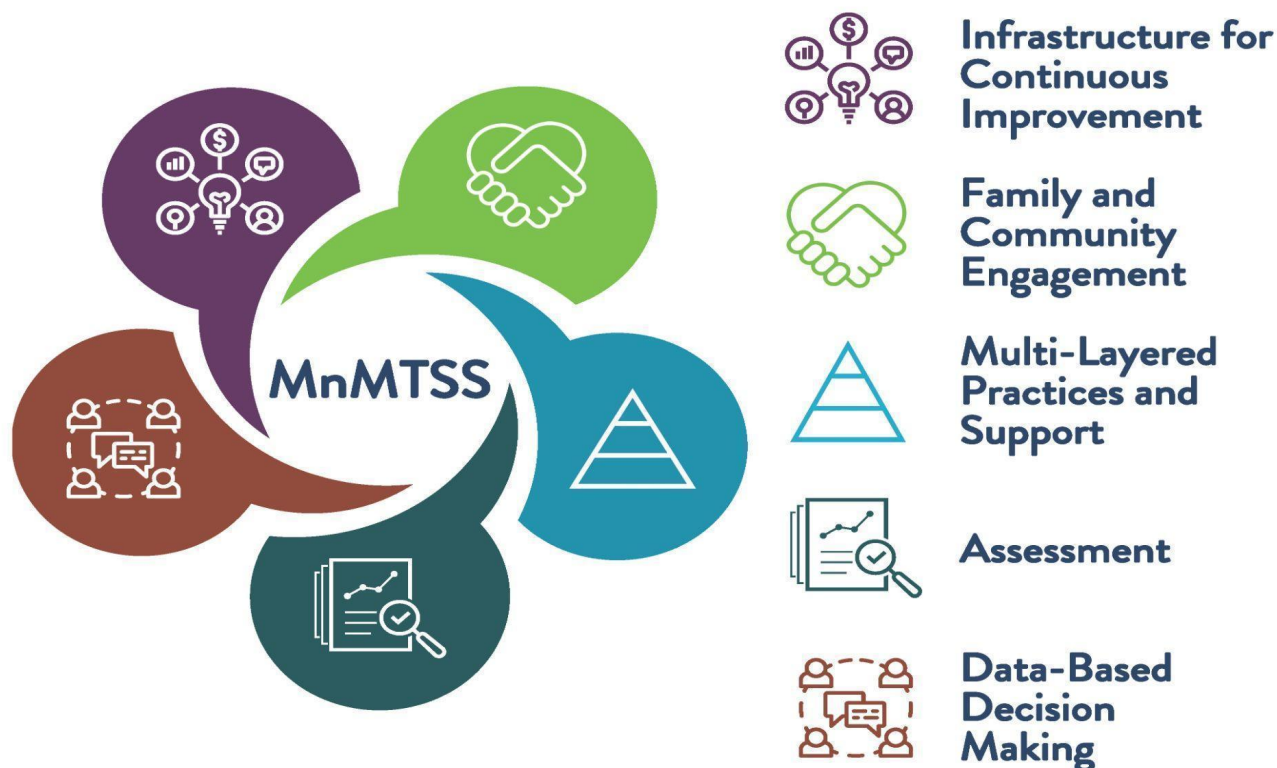 MnMTSS
Infrastructure for
Continuous
Improvement
Family and
Community
Engagement
Multi-Layered
Practices and
Support
Assessment
Data-Based
Decision
Making